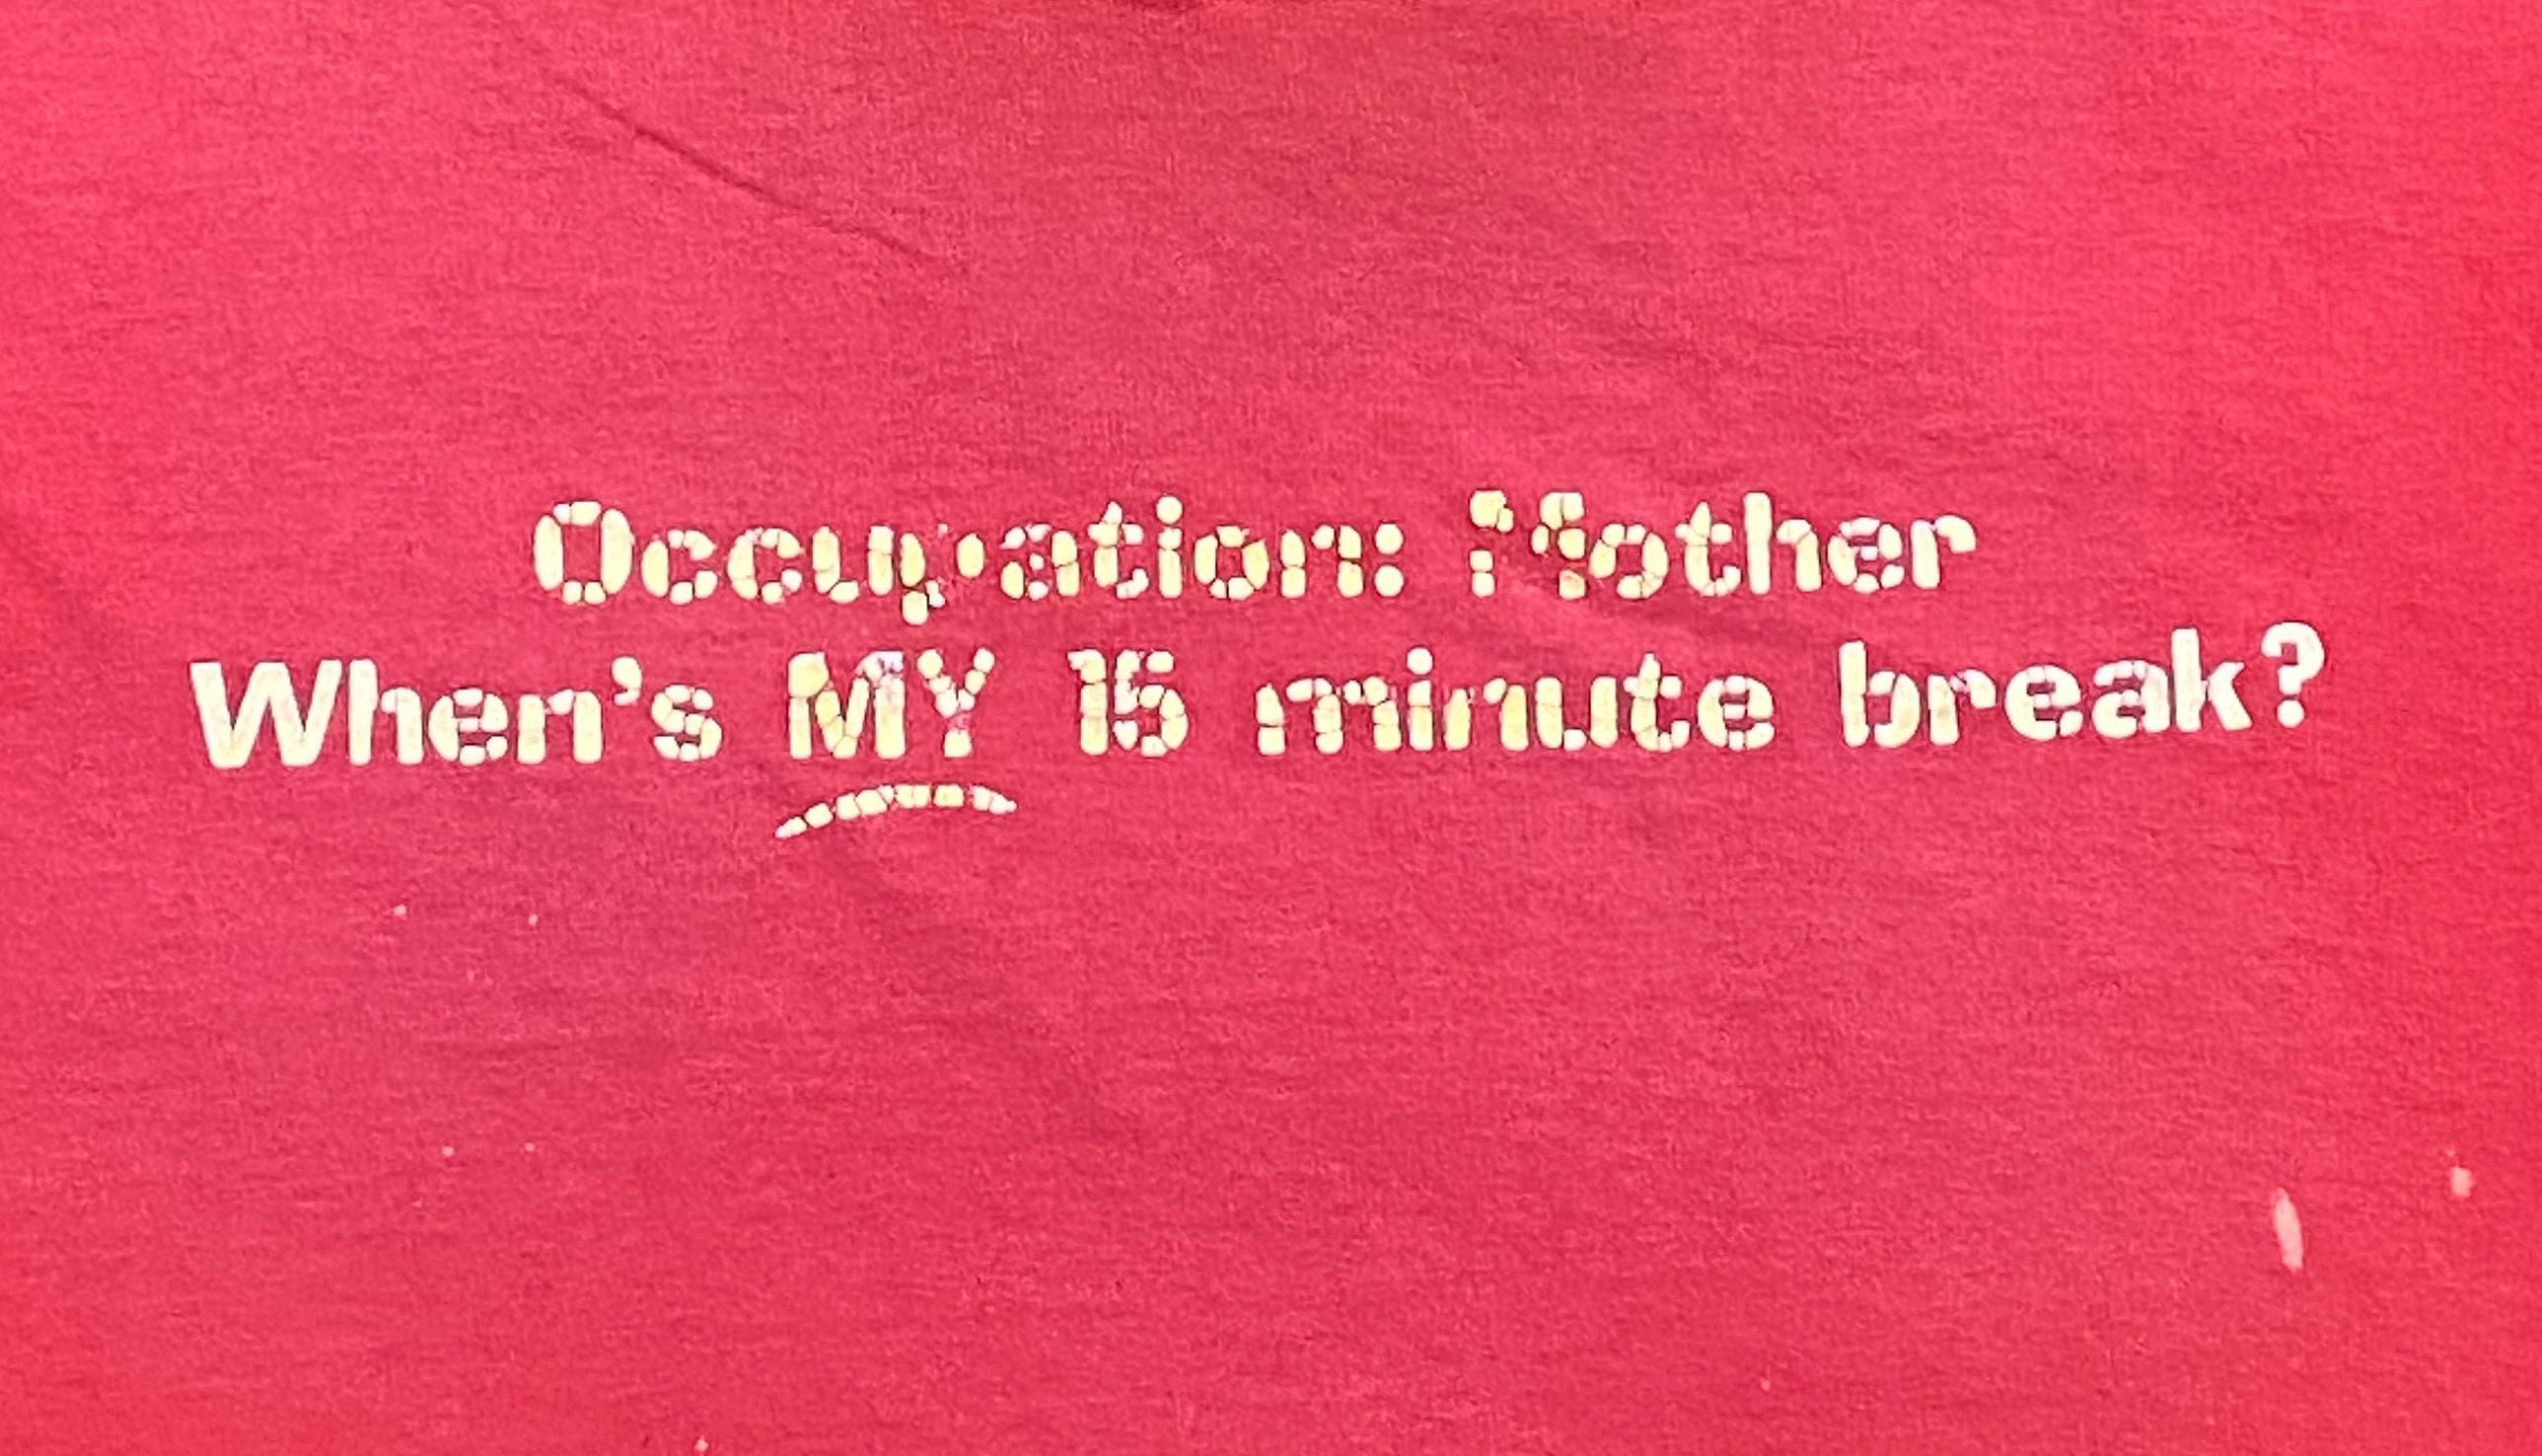 Occupation: Mother
When's MY 15 minute break?